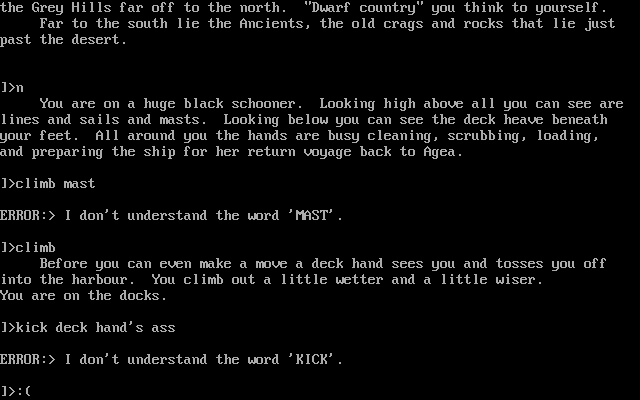 the Grey Hills far off to the north.  "Dwarf country" you think to yourself.
     Far to the south lie the Ancients, the old crags and rocks that lie just
past the desert.
]>n
     You are on a huge black schooner.  Looking high above all you can see are
lines and sails and masts.  Looking below you can see the deck heave beneath
your feet.  All around you the hands are busy cleaning, scrubbing, loading,
and preparing the ship for her return voyage back to Agea.
]>climb mast
ERROR:> I don't understand the word 'MAST'.
]>climb
     Before you can even make a move a deck hand sees you and tosses you off
into the harbour.  You climb out a little wetter and a little wiser.
You are on the docks.
]>kick deck hand's ass
ERROR:> I don't understand the word 'KICK'.
]>:(